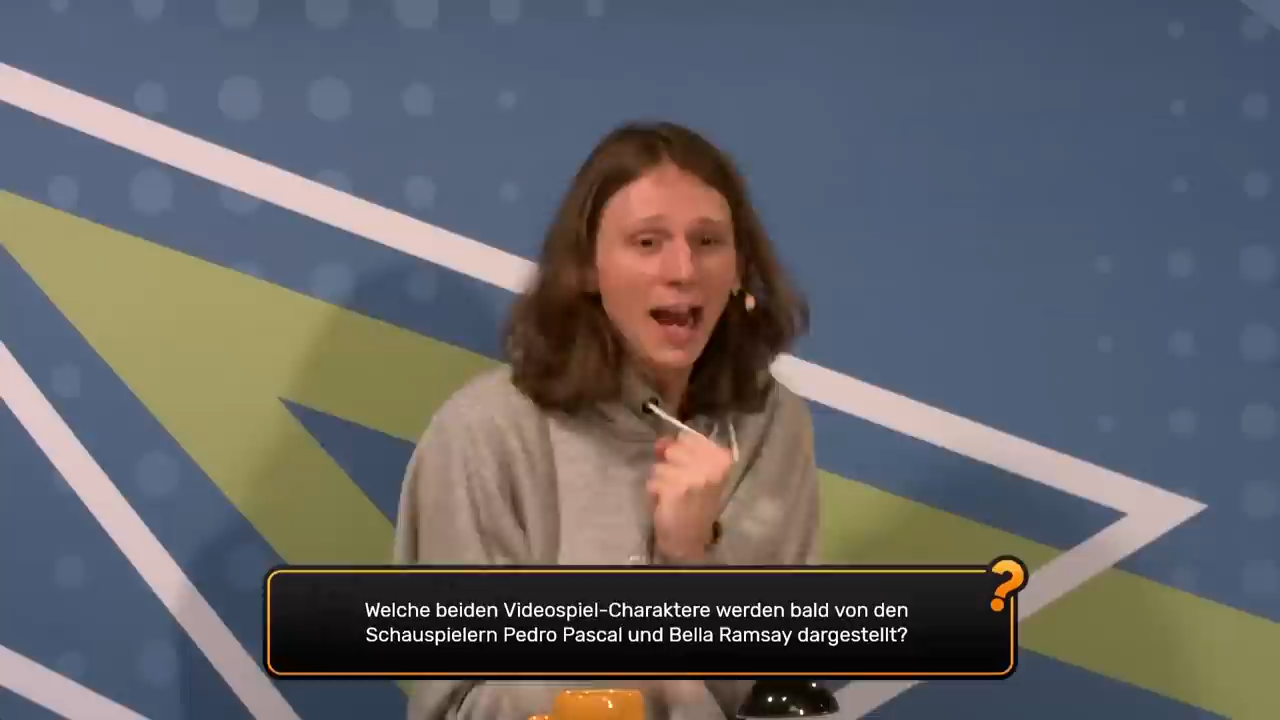 Welche beiden Videospiel-Charaktere werden bald von den
Schauspielern Pedro Pascal und Bella Ramsay dargestellt?